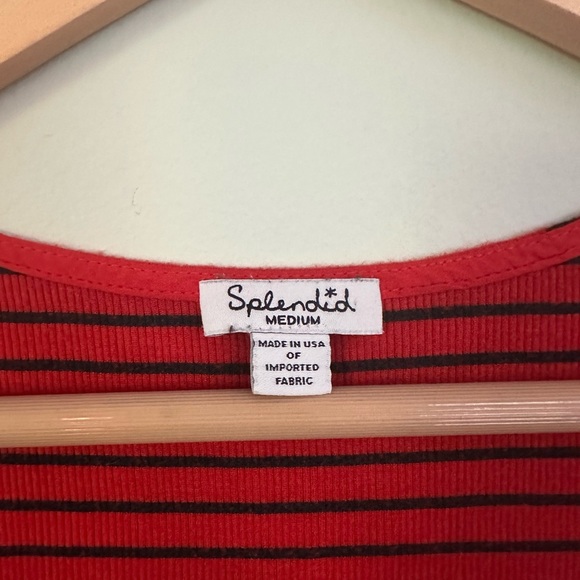 Splendid
MEDIUM
MADE IN USA
OF
IMPORTED
FABRIC